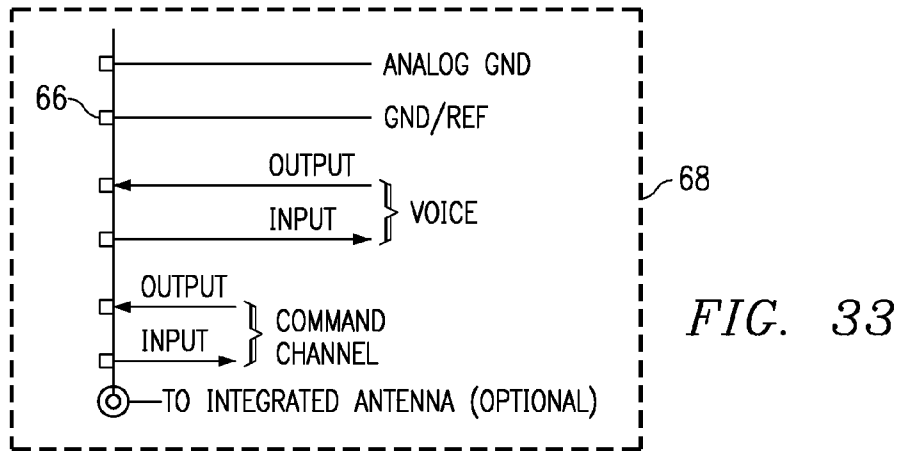 ANALOG GND
66
GND/REF
OUTPUT
68
INPUT
VOICE
OUTPUT
COMMAND
CHANNEL
INPUT
FIG. 33
TO INTEGRATED ANTENNA (OPTIONAL)